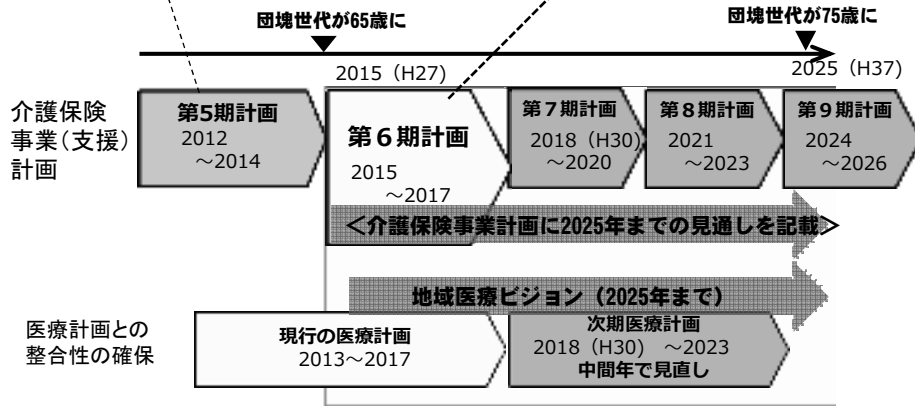 団塊世代が65歳に
団塊世代が75歳に
2015（H27）
2025（H37）
介護保険
事業（支援）
計画
第5期計画
2012
～2014
第６期計画
2015
～2017
第７期計画
2018（H30）
～2020
第８期計画
2021
～2023
第９期計画
2024
～2026
＜介護保険事業計画に2025年までの見通しを記載＞
地域医療ビジョン（2025年まで）
医療計画との
整合性の確保
現行の医療計画
2013～2017
次期医療計画
2018（H30）　～2023
中間年で見直し